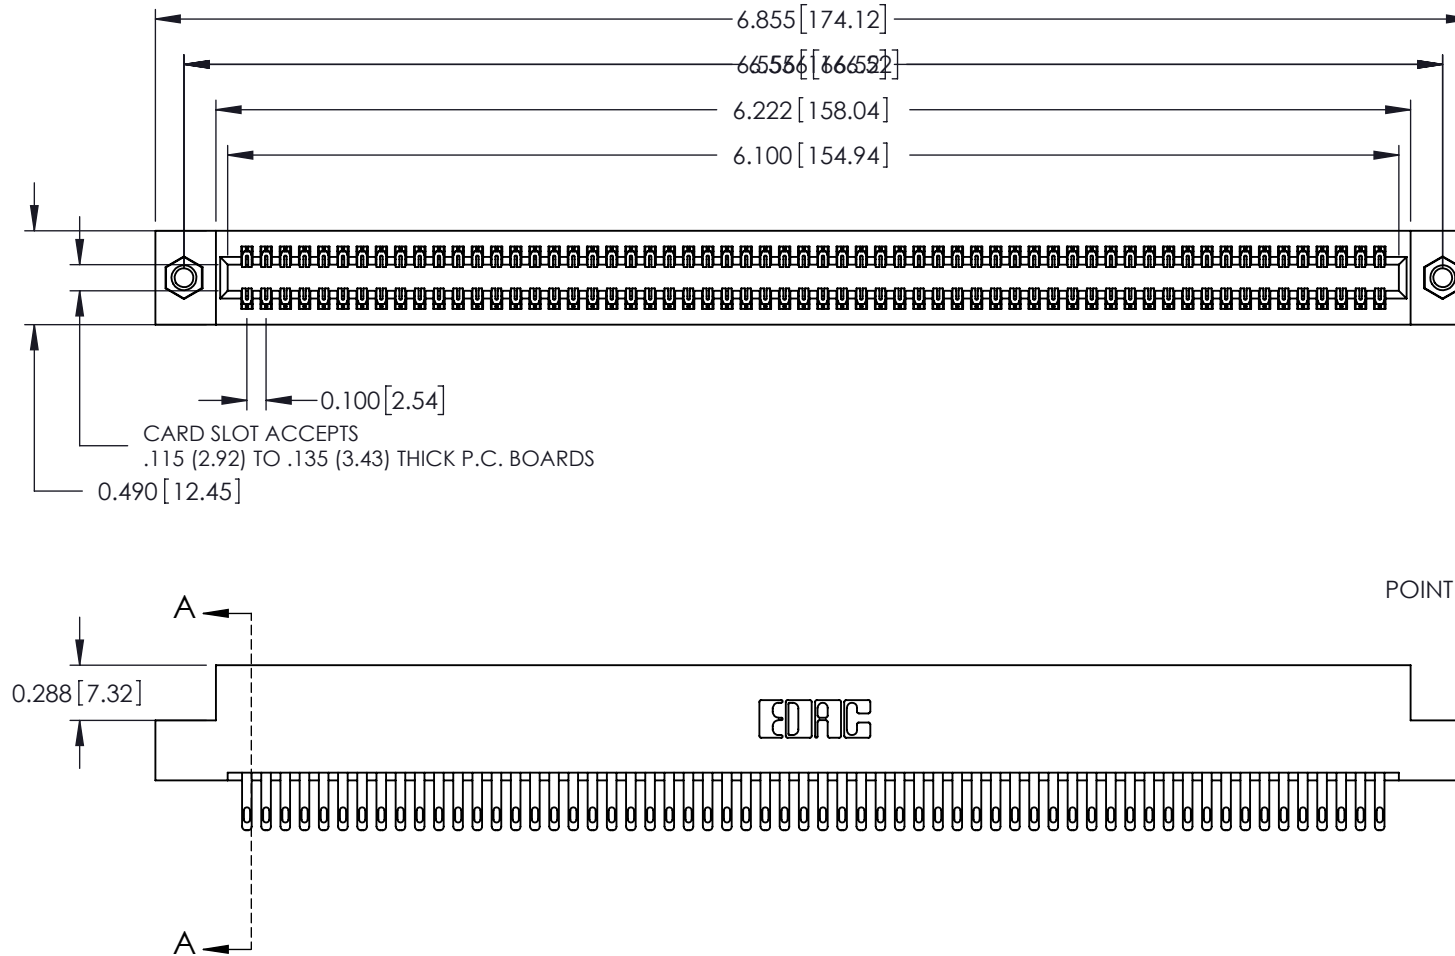 6.855[174.12]
6.222[158.04]
6.100[154.94]
0.100[2.54]
CARD SLOT ACCEPTS
.115 (2.92) TO .135 (3.43) THICK P.C. BOARDS
0.490[12.45]
POINT
A
0.288[7.32]
EDAC
A